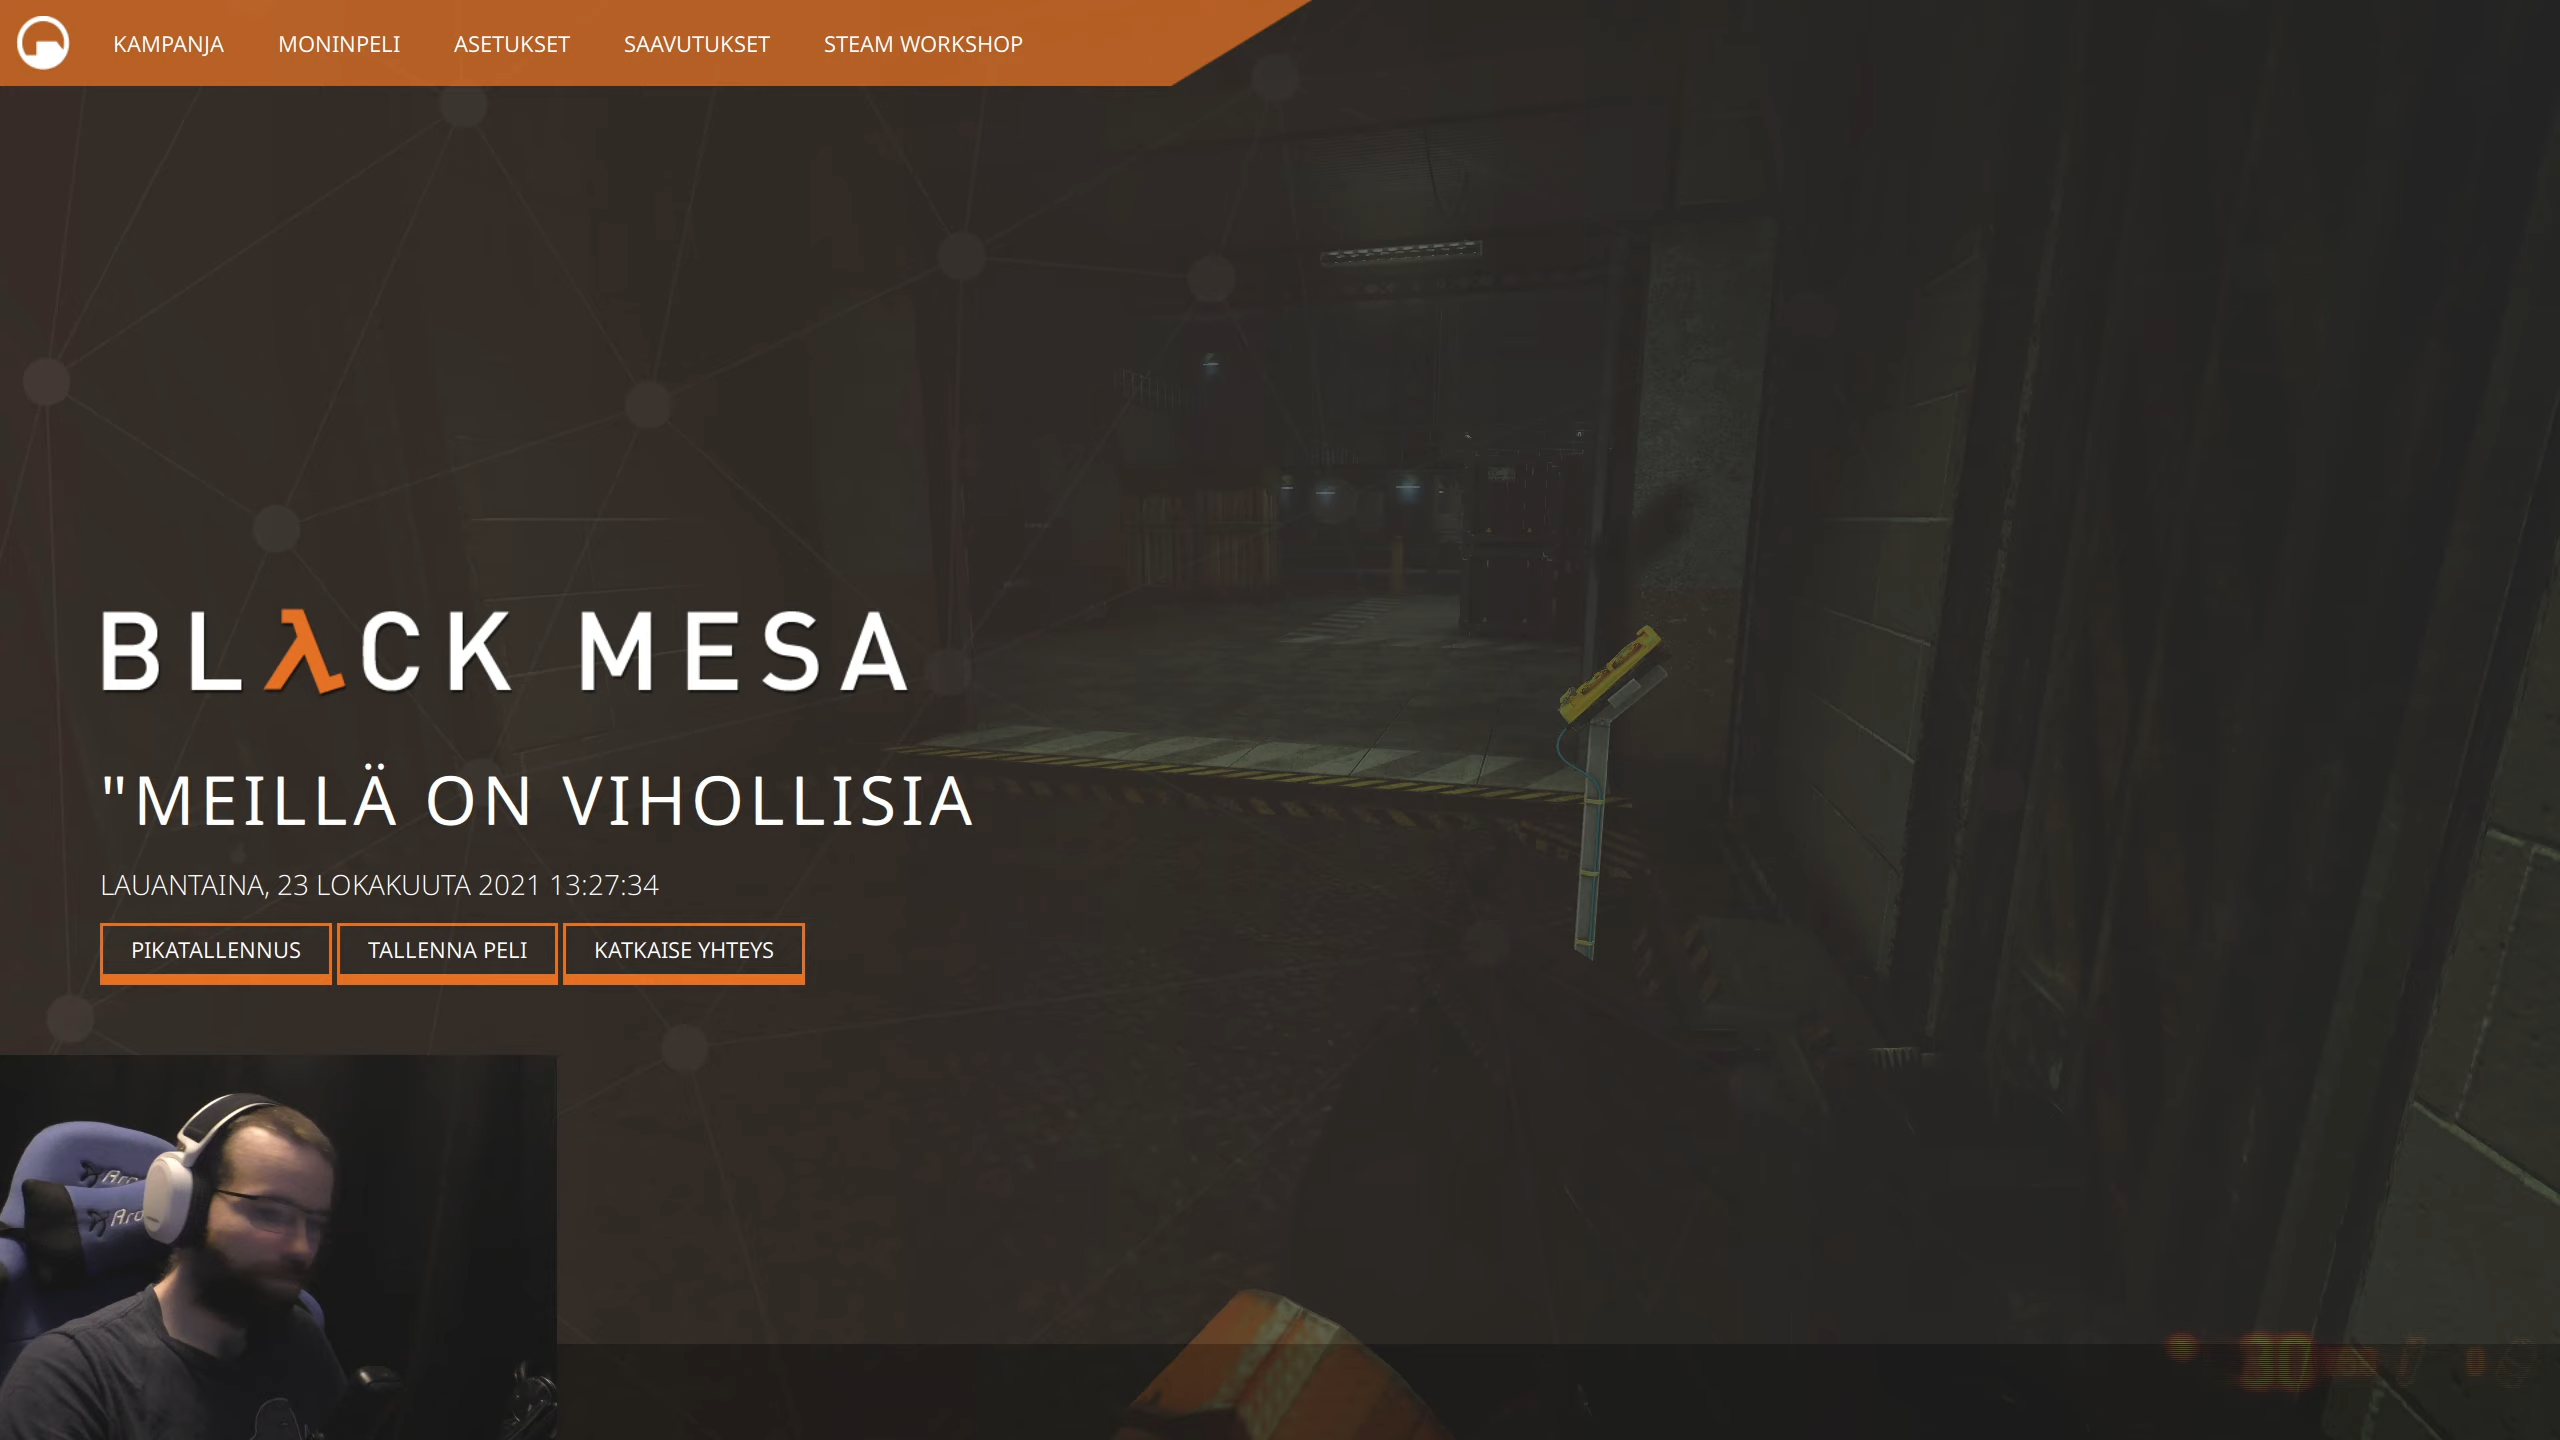 KAMPANJA MONINPELI ASETUKSET SAAVUTUKSET STEAM WORKSHOP
BLλCK MESA
"MEILLÄ ON VIHOLLISIA
LAUANTAINA, 23 LOKAKUUTA 2021 13:27:34
PIKATALLENNUS TALLENNA PELI KATKAISE YHTEYS
30